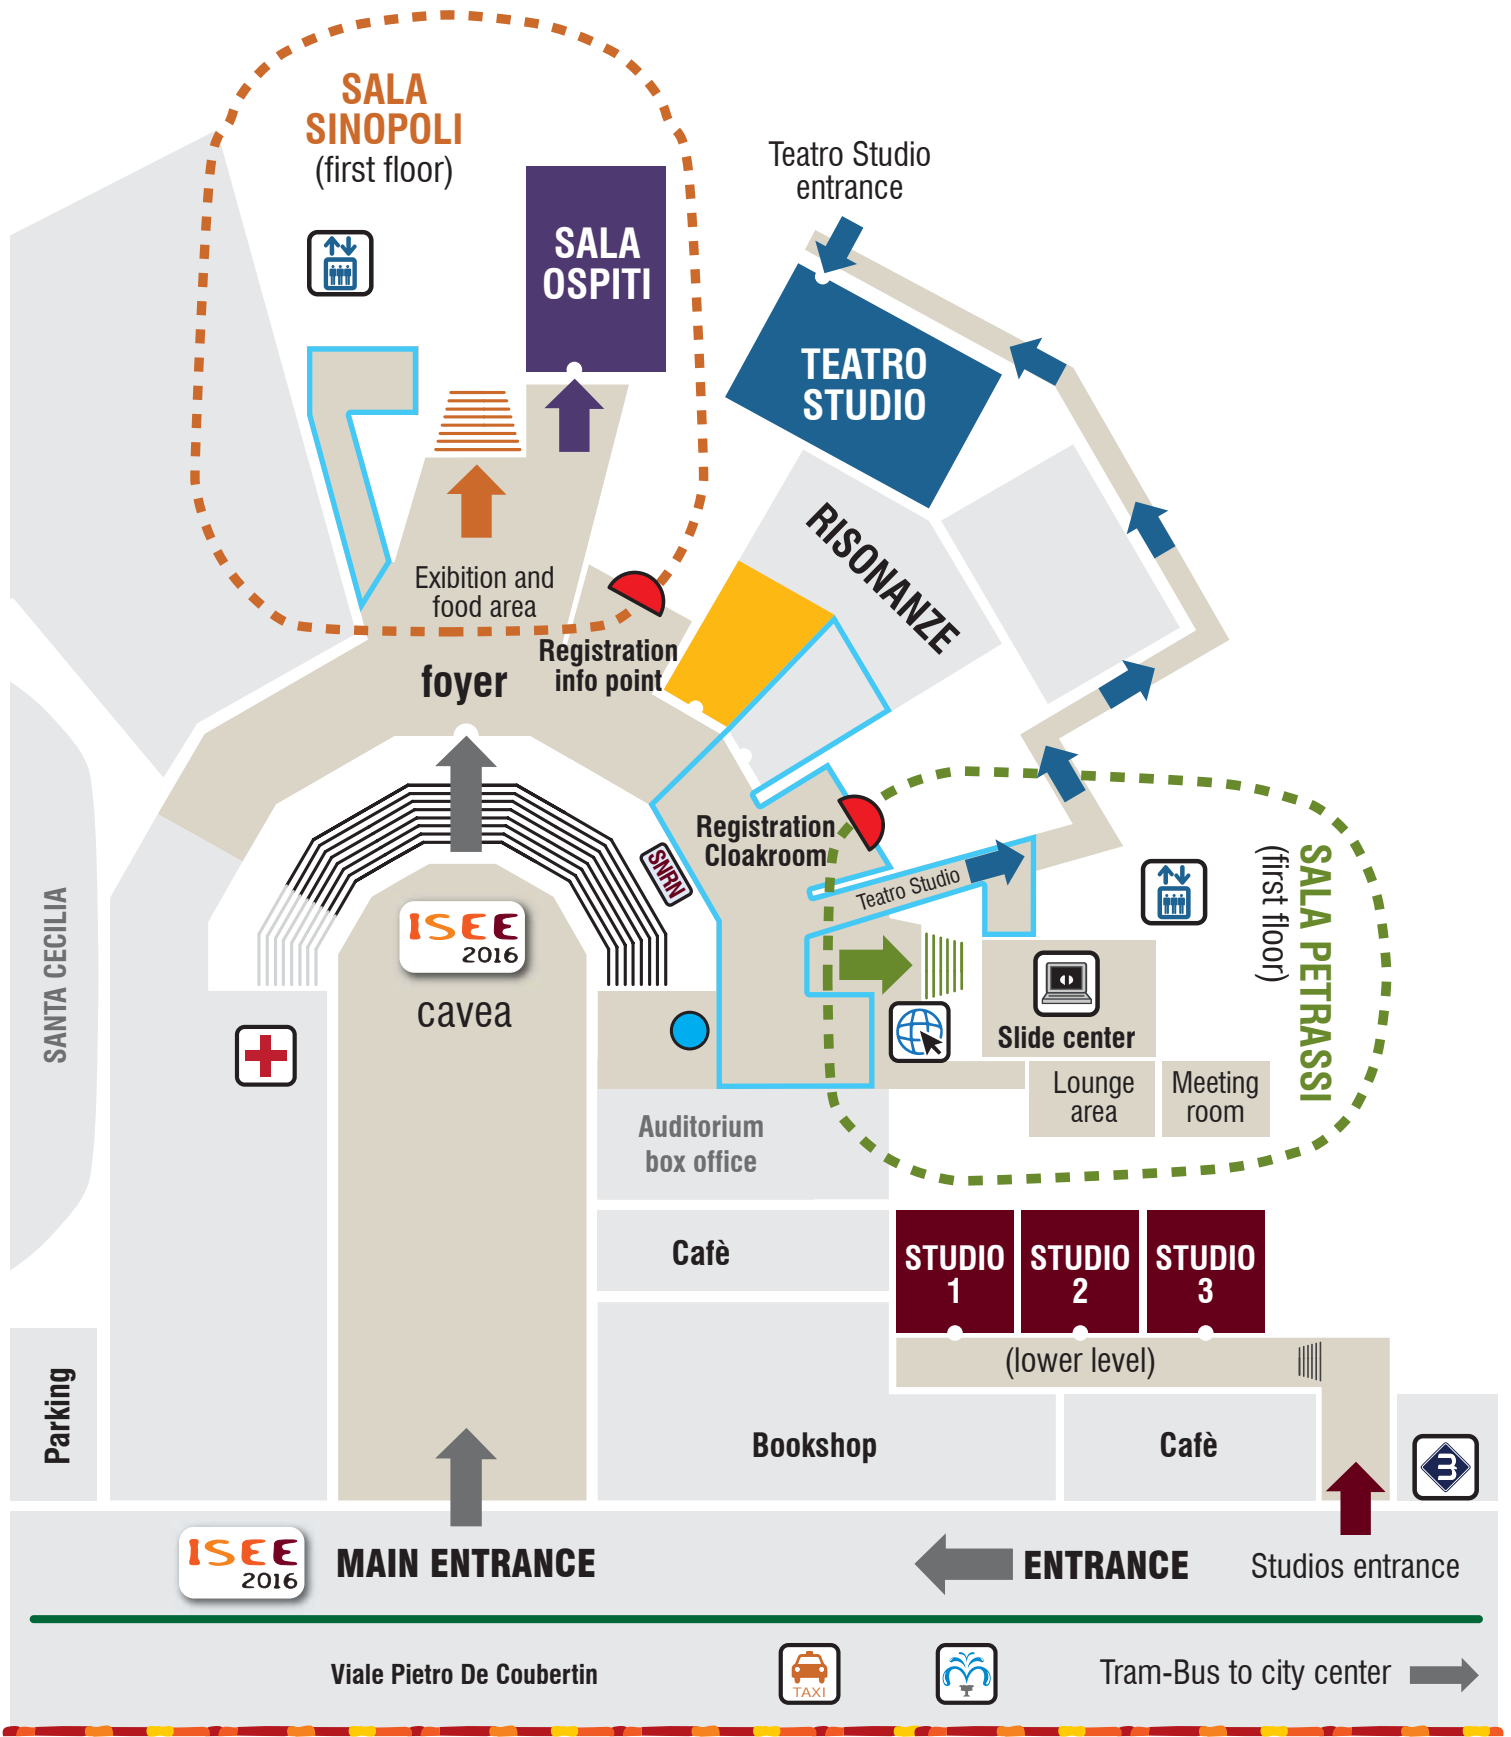 SALA
SINOPOLI
(first floor)
SALA
OSPITI
Teatro Studio
entrance
TEATRO
STUDIO
RISONANZE
Exibition and
food area
foyer
Registration
info point
Registration
Cloakroom
Teatro Studio
SNRN
SALA PETRASSI
(first floor)
ISEE
2016
cavea
SANTA CECILIA
Slide center
Lounge
area
Meeting
room
Auditorium
box office
Cafè
STUDIO
1
STUDIO
2
STUDIO
3
(lower level)
Parking
Bookshop
Cafè
ISEE
2016
MAIN ENTRANCE
ENTRANCE
Studios entrance
Viale Pietro De Coubertin
TAXI
Tram-Bus to city center